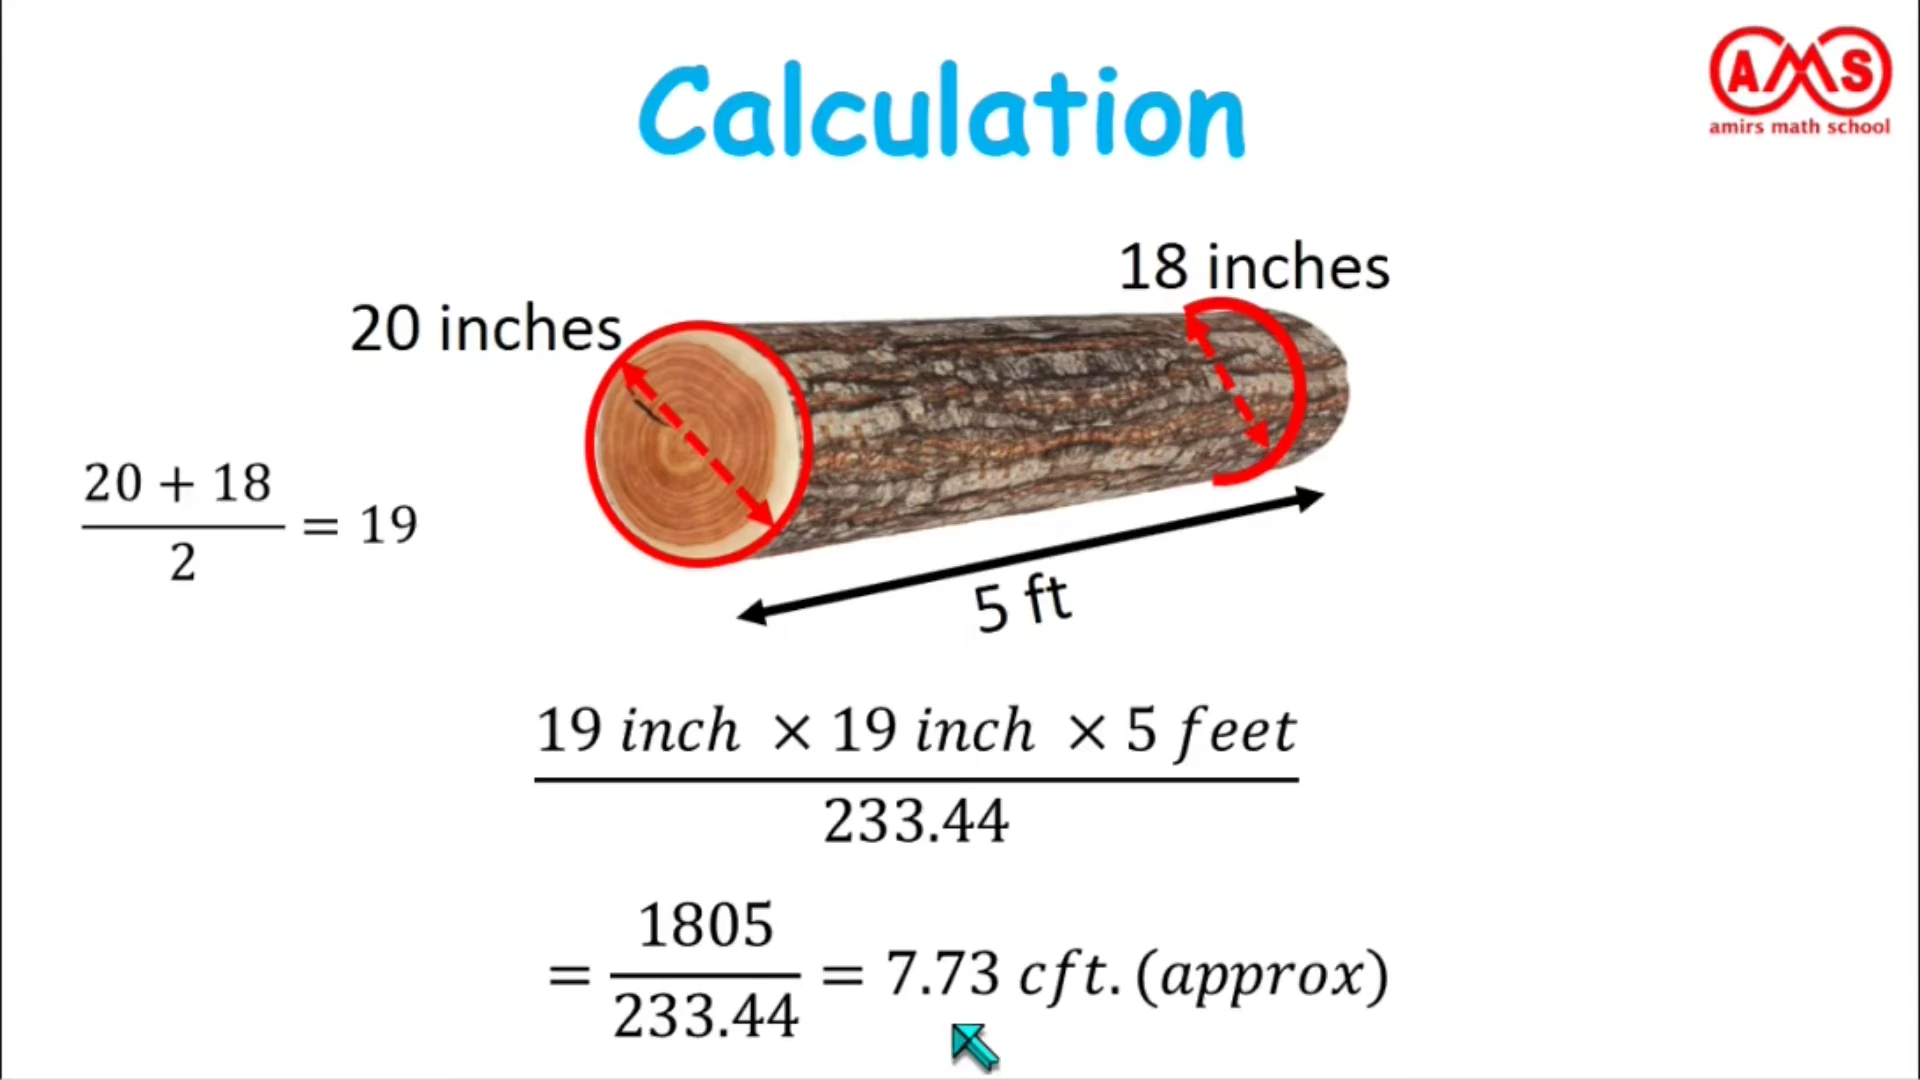 Calculation
AMS
amirs math school
18 inches
20 inches
20 + 18
2
= 19
5 ft
19 inch × 19 inch × 5 feet
233.44
= 1805
233.44
= 7.73 cft. (approx)